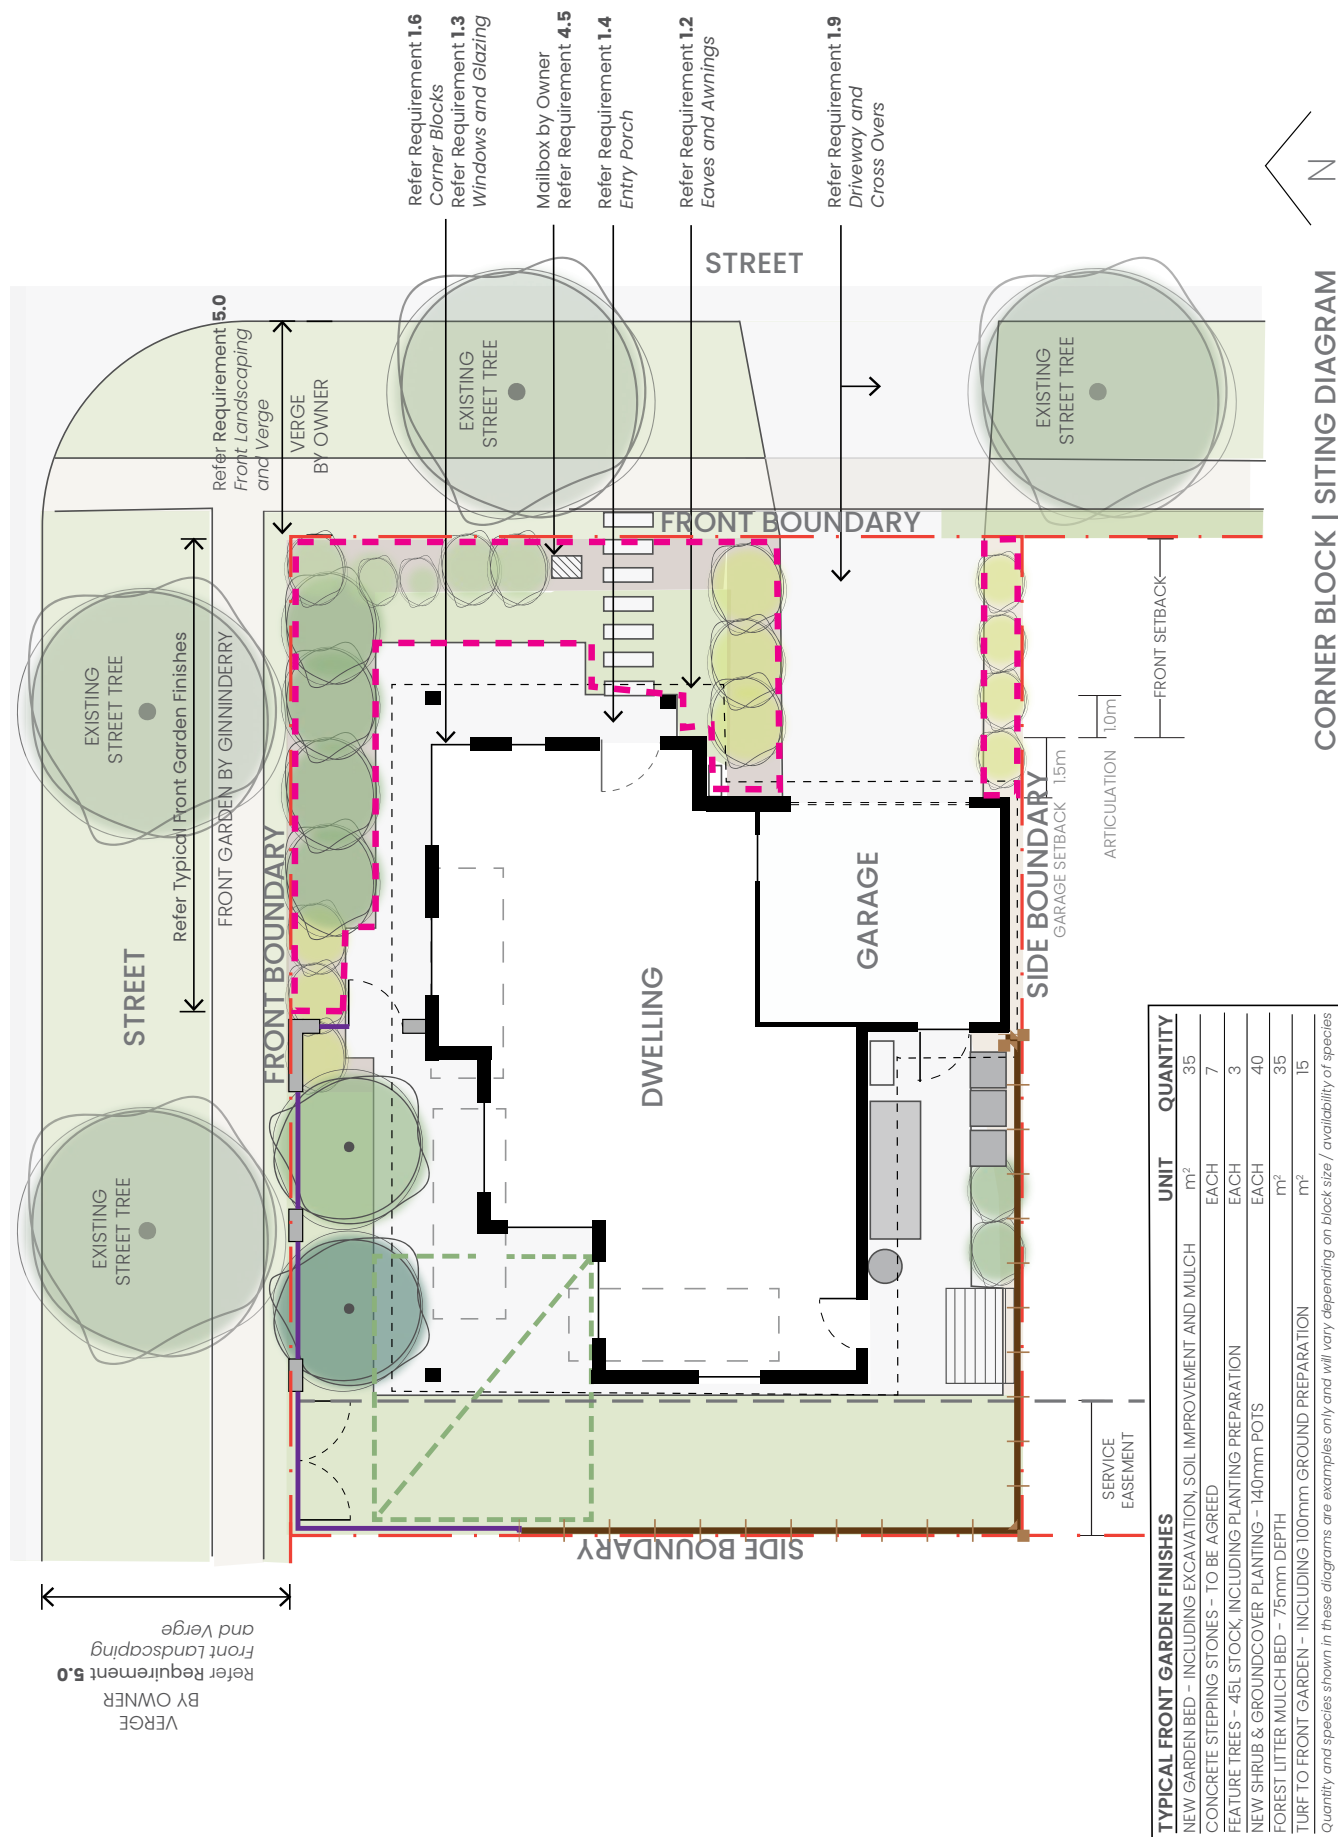 Refer Requirement 1.6
Corner Blocks
Refer Requirement 1.3
Windows and Glazing
Mailbox by Owner
Refer Requirement 4.5
Refer Requirement 1.4
Entry Porch
Refer Requirement 1.2
Eaves and Awnings
Refer Requirement 1.9
Driveway and
Cross Overs
N
STREET
Refer Requirement 5.0
Front Landscaping
and Verge
VERGE
BY OWNER
EXISTING
STREET TREE
EXISTING
STREET TREE
FRONT BOUNDARY
EXISTING
STREET TREE
Refer Typical Front Garden Finishes
FRONT GARDEN BY GINNINDERRY
STREET
FRONT BOUNDARY
EXISTING
STREET TREE
DWELLING
GARAGE
SIDE BOUNDARY
GARAGE SETBACK
1.5m
ARTICULATION
1.0m
FRONT SETBACK
SERVICE
EASEMENT
SIDE BOUNDARY
VERGE
BY OWNER
Refer Requirement 5.0
Front Landscaping
and Verge
CORNER BLOCK | SITING DIAGRAM
TYPICAL FRONT GARDEN FINISHES UNIT QUANTITY
NEW GARDEN BED - INCLUDING EXCAVATION, SOIL IMPROVEMENT AND MULCH m² 35
CONCRETE STEPPING STONES - TO BE AGREED EACH 7
FEATURE TREES - 45L STOCK, INCLUDING PLANTING PREPARATION EACH 3
NEW SHRUB & GROUNDCOVER PLANTING - 140mm POTS EACH 40
FOREST LITTER MULCH BED - 75mm DEPTH m² 35
TURF TO FRONT GARDEN - INCLUDING 100mm GROUND PREPARATION m² 15
Quantity and species shown in these diagrams are examples only and will vary depending on block size / availability of species